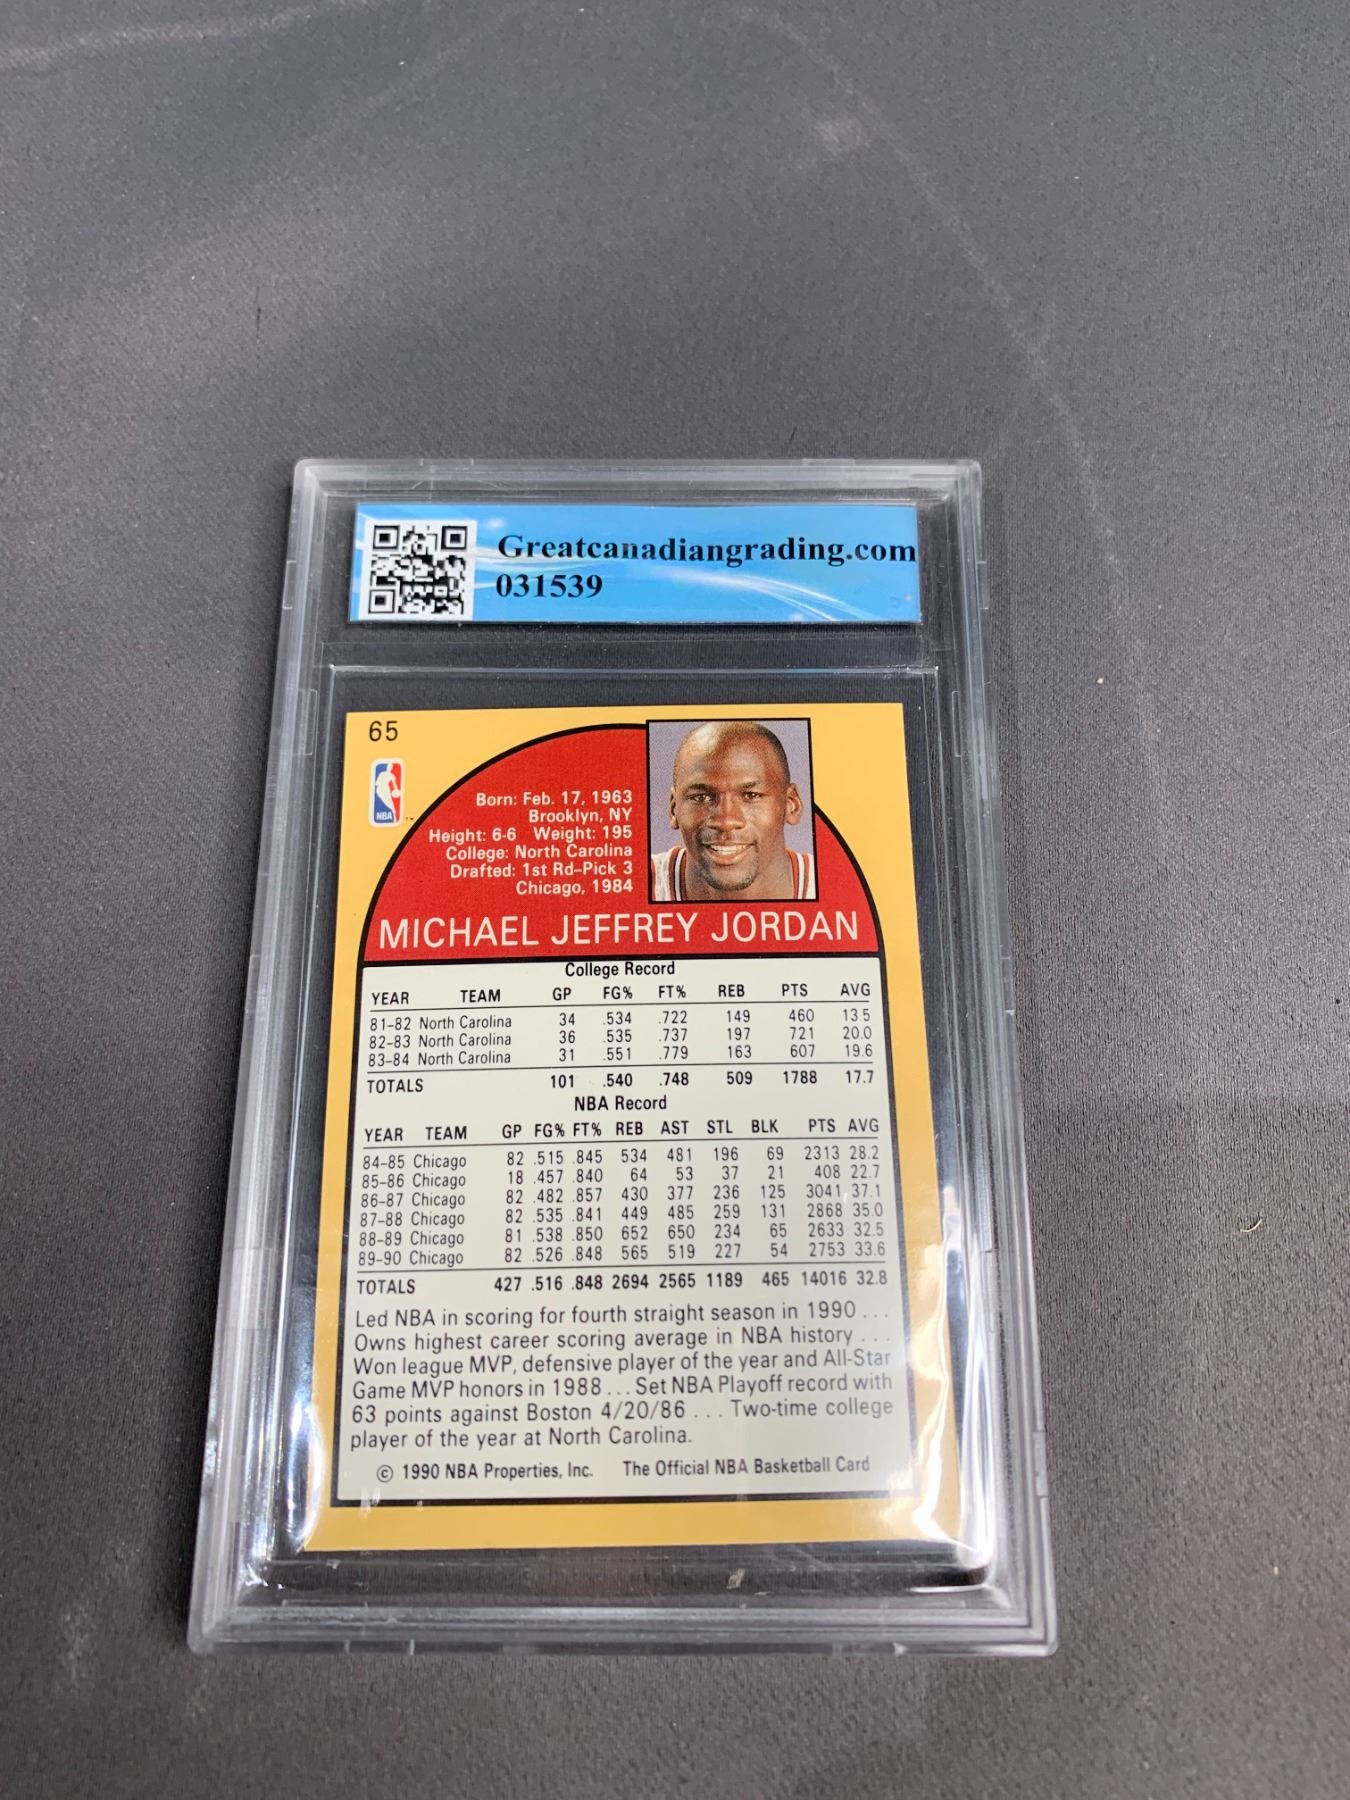 Greatcanadiangrading.com
031539
65
NBA
Born: Feb. 17, 1963
Brooklyn, NY
Height: 6-6 Weight: 195
College: North Carolina
Drafted: 1st Rd-Pick 3
Chicago, 1984
MICHAEL JEFFREY JORDAN
College Record
YEAR TEAM GP FG% FT% REB PTS AVG
81-82 North Carolina 34 .534 .722 149 460 13.5
82-83 North Carolina 36 .535 .737 197 721 20.0
83-84 North Carolina 31 .551 .779 163 607 19.6
TOTALS 101 .540 .748 509 1788 17.7
NBA Record
YEAR TEAM GP FG% FT% REB AST STL BLK PTS AVG
84-85 Chicago 82 .515 .845 534 481 196 69 2313 28.2
85-86 Chicago 18 .457 .840 64 53 37 21 408 22.7
86-87 Chicago 82 .482 .857 430 377 236 125 3041 37.1
87-88 Chicago 82 .535 .841 449 485 259 131 2868 35.0
88-89 Chicago 81 .538 .850 652 650 234 65 2633 32.5
89-90 Chicago 82 .526 .848 565 519 227 54 2753 33.6
TOTALS 427 .516 .848 2694 2565 1189 465 14016 32.8
Led NBA in scoring for fourth straight season in 1990 ...
Owns highest career scoring average in NBA history ...
Won league MVP, defensive player of the year and All-Star
Game MVP honors in 1988 ... Set NBA Playoff record with
63 points against Boston 4/20/86 ... Two-time college
player of the year at North Carolina.
© 1990 NBA Properties, Inc. The Official NBA Basketball Card